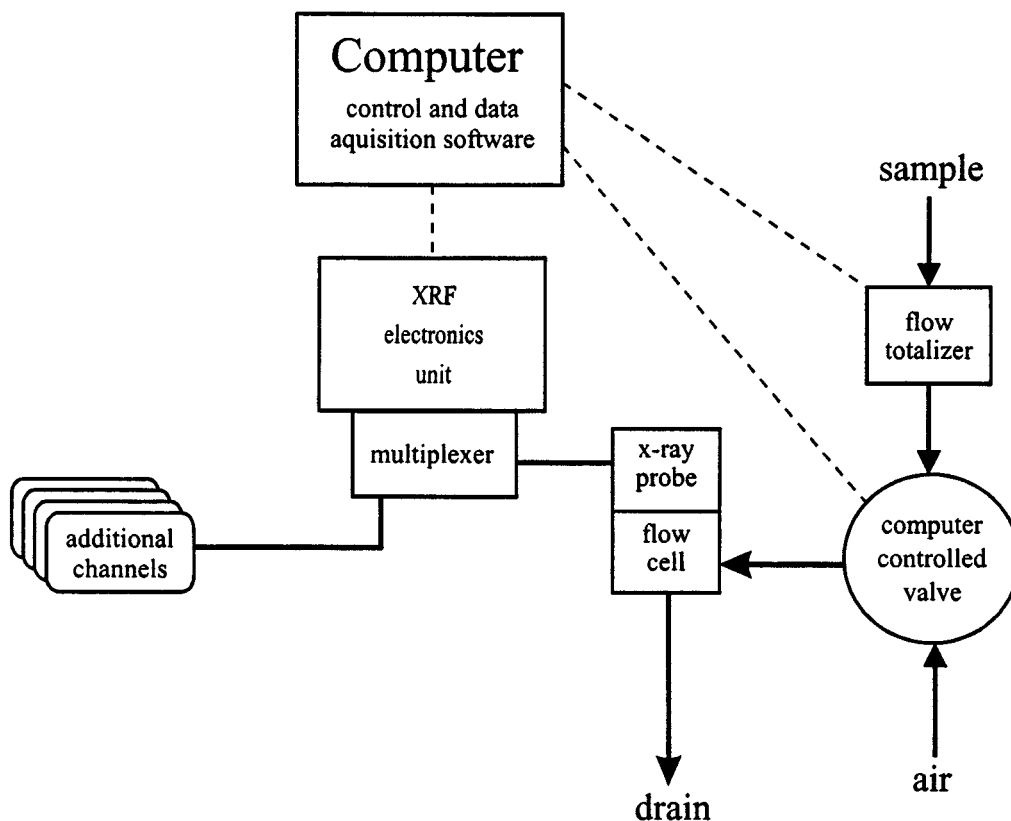 Computer
control and data
aquisition software
sample
XRF
electronics
unit
flow
totalizer
multiplexer
x-ray
probe
flow
cell
additional
channels
computer
controlled
valve
air
drain